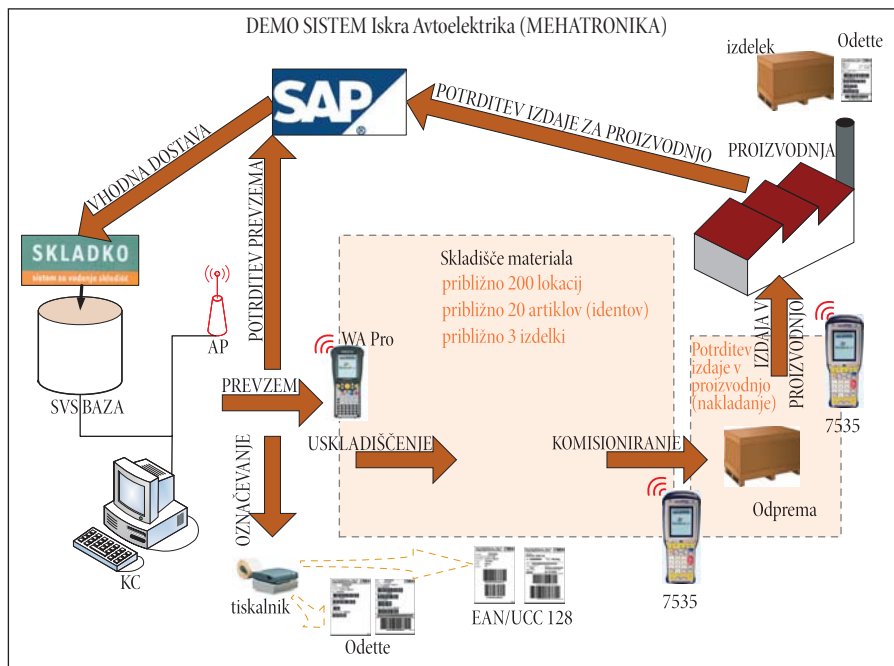 DEMO SISTEM Iskra Avtoelektrika (MEHATRONIKA)
izdelek
Odette
SAP
®
POTRDITEV IZDAJE ZA PROIZVODNJO
PROIZVODNJA
VHODNA DOSTAVA
SKLADKO
sistem za vodenje skladišč
POTRDITEV PREVZEMA
AP
SVS BAZA
KC
Skladišče materiala
približno 200 lokacij
približno 20 artiklov (identov)
približno 3 izdelki
WA Pro
PREVZEM
USKLADIŠČENJE
KOMISIONIRANJE
Potrditev
izdaje v
proizvodnjo
(nakladanje)
IZDAJA V
PROIZVODNJO
7535
Odprema
7535
OZNAČEVANJE
tiskalnik
Odette
EAN/UCC 128